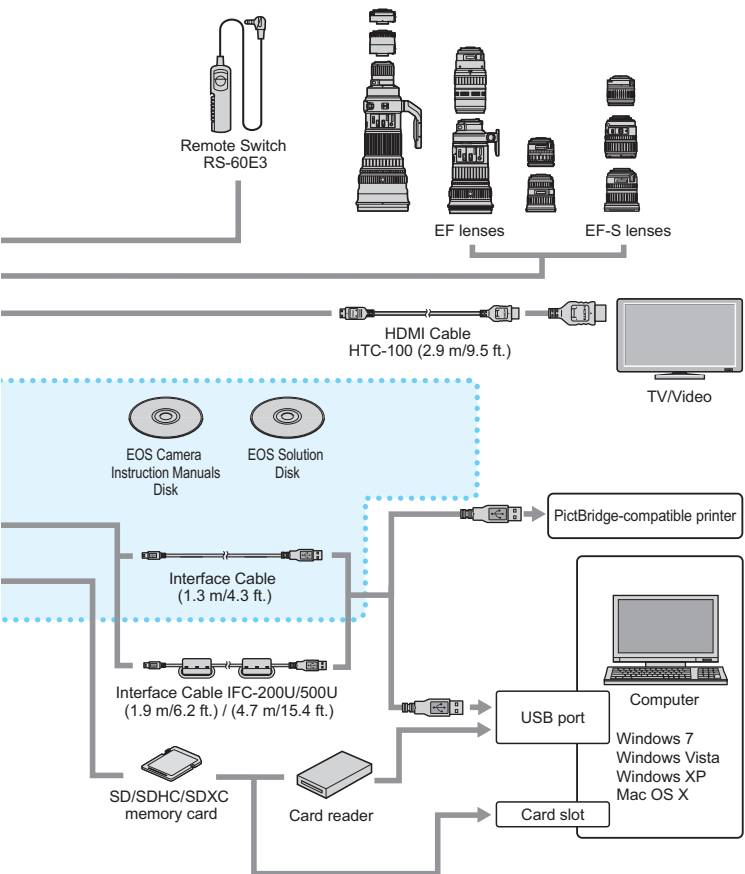 Remote Switch
RS-60E3
EF lenses
EF-S lenses
HDMI Cable
HTC-100 (2.9 m/9.5 ft.)
TV/Video
EOS Camera
Instruction Manuals
Disk
EOS Solution
Disk
PictBridge-compatible printer
Interface Cable
(1.3 m/4.3 ft.)
Interface Cable IFC-200U/500U
(1.9 m/6.2 ft.) / (4.7 m/15.4 ft.)
USB port
Computer
Windows 7
Windows Vista
Windows XP
Mac OS X
SD/SDHC/SDXC
memory card
Card reader
Card slot